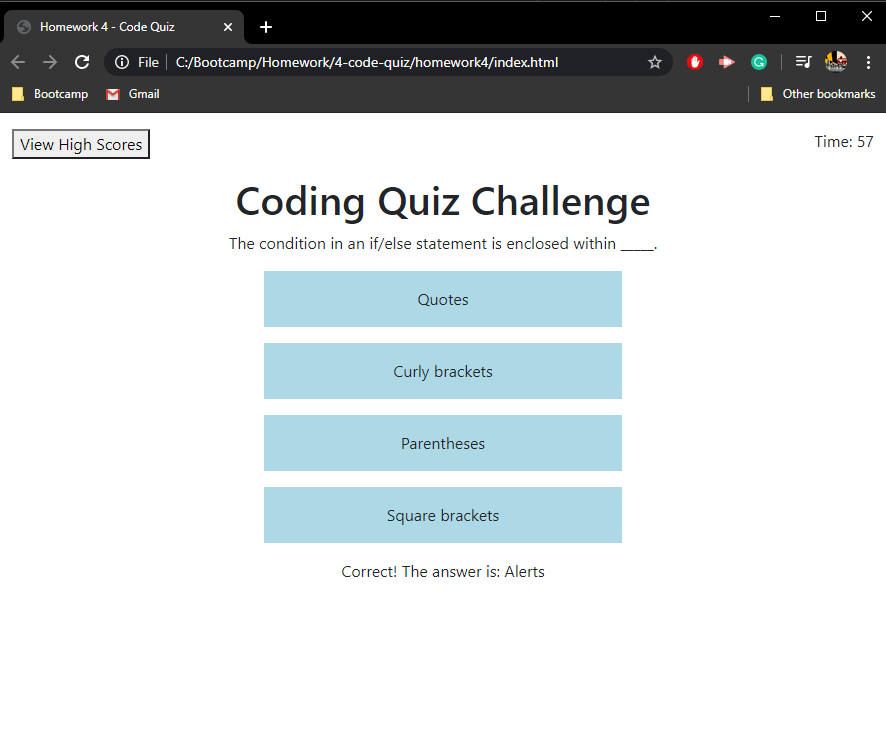 Homework 4 - Code Quiz
File C:/Bootcamp/Homework/4-code-quiz/homework4/index.html
Bootcamp Gmail Other bookmarks
View High Scores Time: 57
Coding Quiz Challenge
The condition in an if/else statement is enclosed within _____.
Quotes
Curly brackets
Parentheses
Square brackets
Correct! The answer is: Alerts